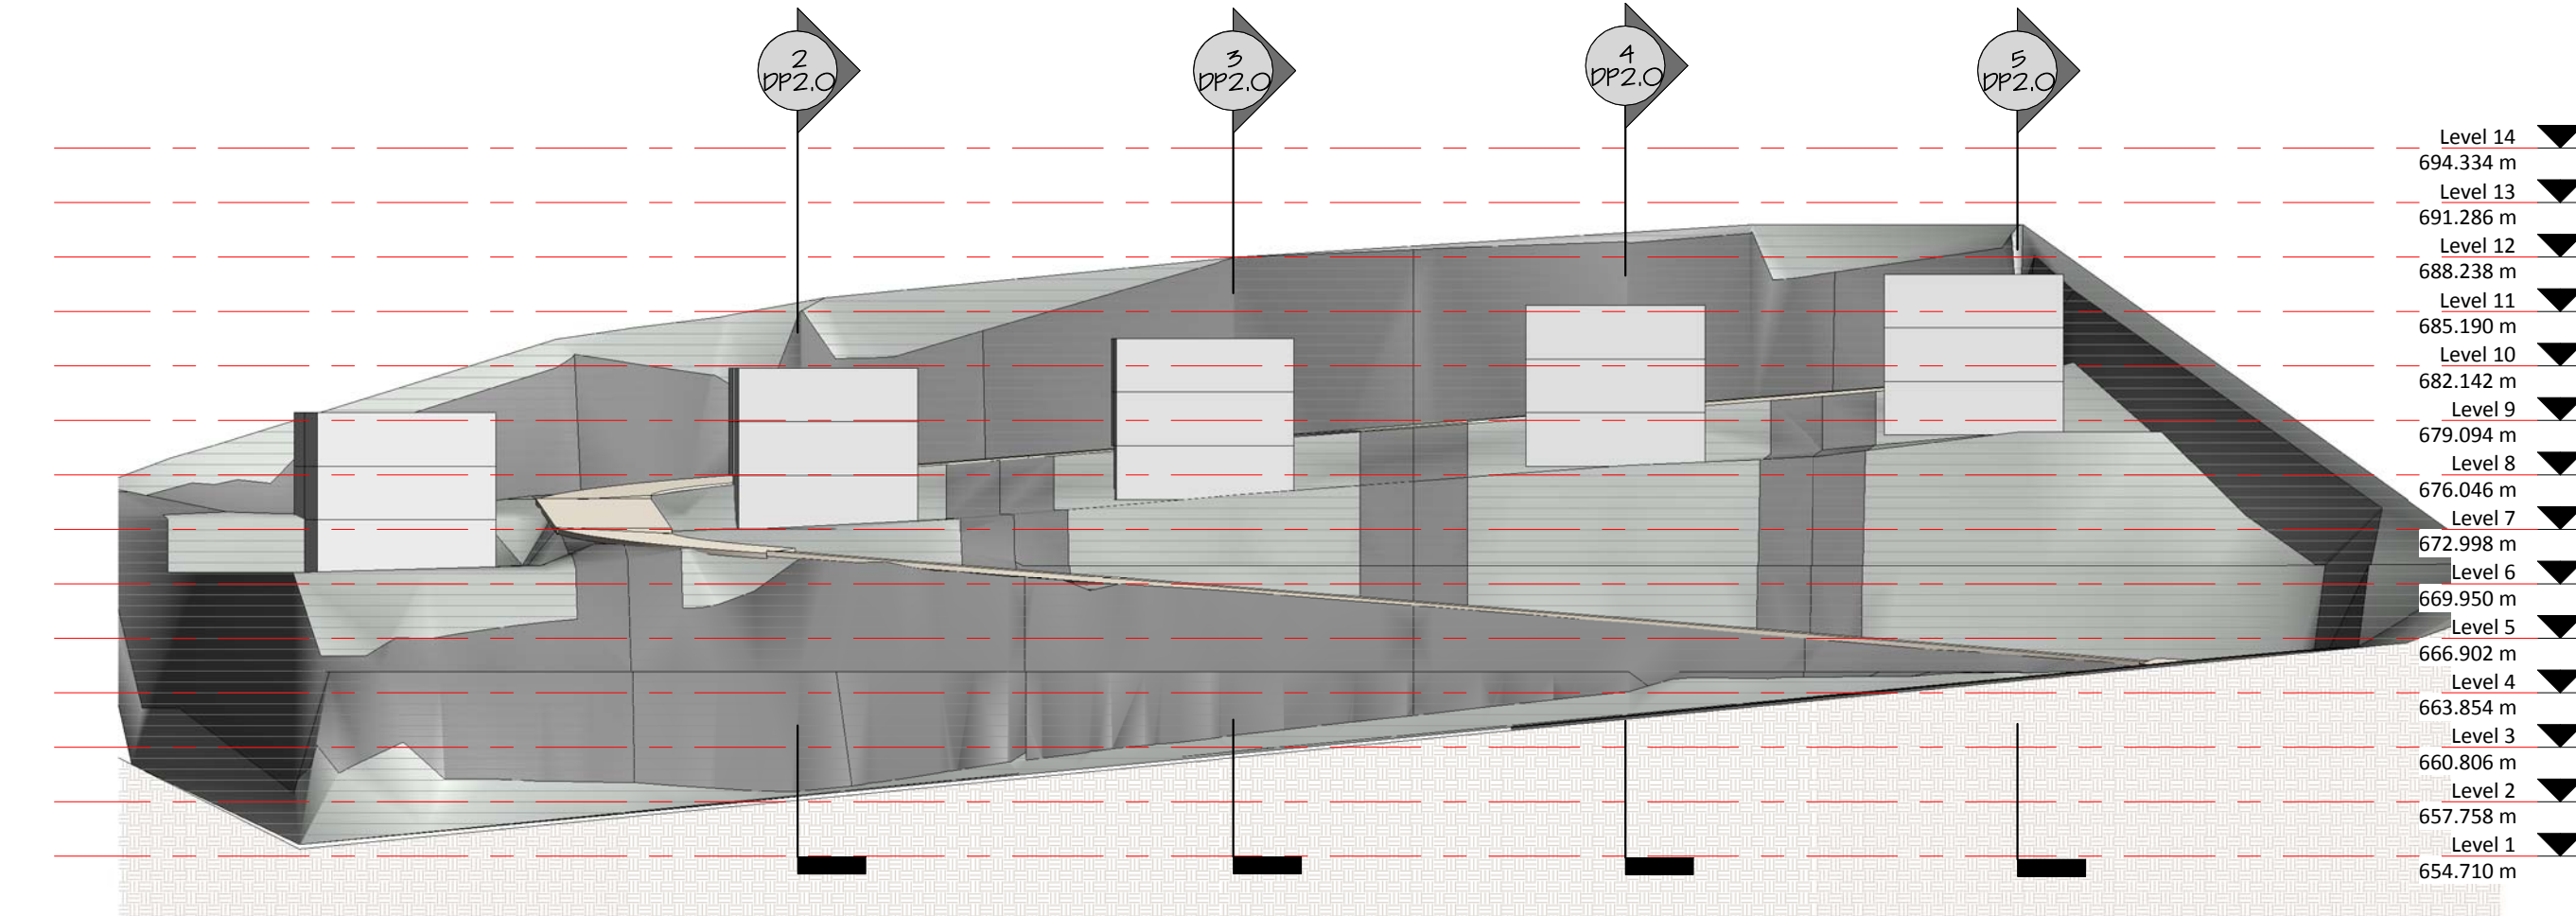 2
DP2.0
3
DP2.0
4
DP2.0
5
DP2.0
Level 14
694.334 m
Level 13
691.286 m
Level 12
688.238 m
Level 11
685.190 m
Level 10
682.142 m
Level 9
679.094 m
Level 8
676.046 m
Level 7
672.998 m
Level 6
669.950 m
Level 5
666.902 m
Level 4
663.854 m
Level 3
660.806 m
Level 2
657.758 m
Level 1
654.710 m